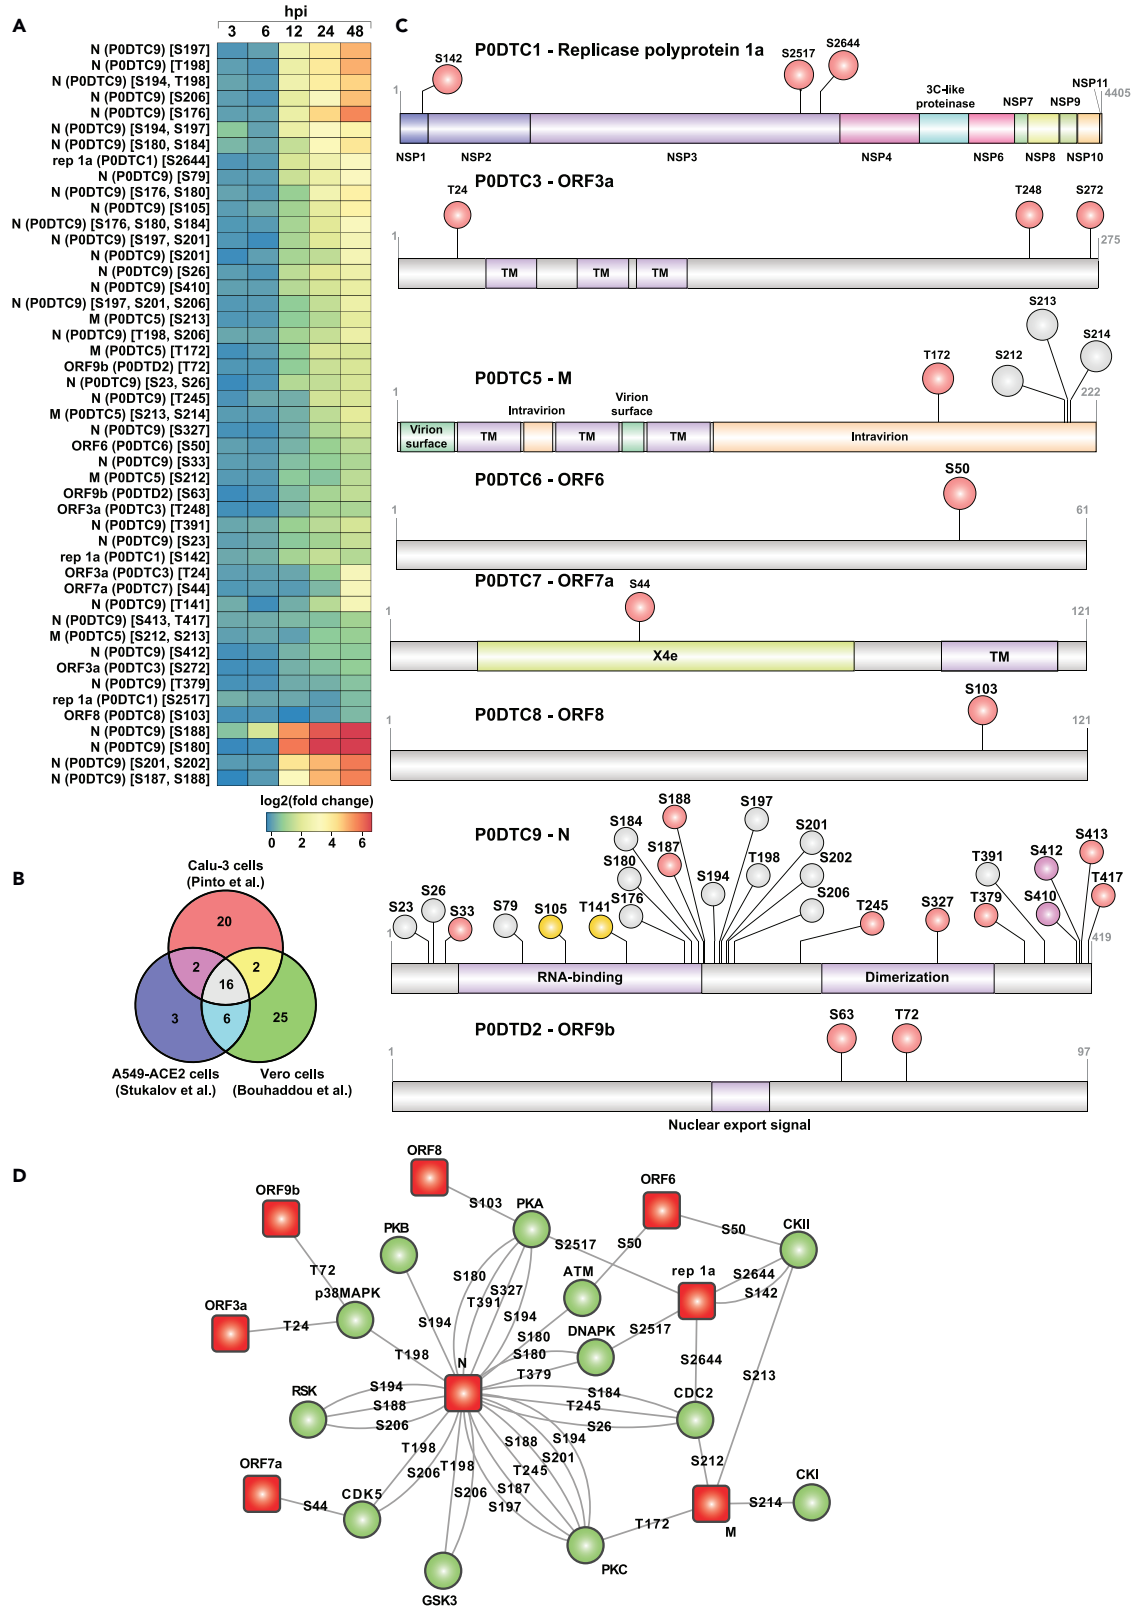 A
hpi
3 6 12 24 48
N (P0DTC9) [S197]
N (P0DTC9) [T198]
N (P0DTC9) [S194, T198]
N (P0DTC9) [S206]
N (P0DTC9) [S176]
N (P0DTC9) [S194, S197]
N (P0DTC9) [S180, S184]
rep 1a (P0DTC1) [S2644]
N (P0DTC9) [S79]
N (P0DTC9) [S176, S180]
N (P0DTC9) [S105]
N (P0DTC9) [S176, S180, S184]
N (P0DTC9) [S197, S201]
N (P0DTC9) [S201]
N (P0DTC9) [S26]
N (P0DTC9) [S410]
N (P0DTC9) [S197, S201, S206]
M (P0DTC5) [S213]
N (P0DTC9) [T198, S206]
M (P0DTC5) [T172]
ORF9b (P0DTD2) [T72]
N (P0DTC9) [S23, S26]
N (P0DTC9) [T245]
M (P0DTC5) [S213, S214]
N (P0DTC9) [S327]
ORF6 (P0DTC6) [S50]
N (P0DTC9) [S33]
M (P0DTC5) [S212]
ORF9b (P0DTD2) [S63]
ORF3a (P0DTC3) [T248]
N (P0DTC9) [T391]
N (P0DTC9) [S23]
rep 1a (P0DTC1) [S142]
ORF3a (P0DTC3) [T24]
ORF7a (P0DTC7) [S44]
N (P0DTC9) [T141]
N (P0DTC9) [S413, T417]
M (P0DTC5) [S212, S213]
N (P0DTC9) [S412]
ORF3a (P0DTC3) [S272]
N (P0DTC9) [T379]
rep 1a (P0DTC1) [S2517]
ORF8 (P0DTC8) [S103]
N (P0DTC9) [S188]
N (P0DTC9) [S180]
N (P0DTC9) [S201, S202]
N (P0DTC9) [S187, S188]
log2(fold change)
0 2 4 6
B
Calu-3 cells
(Pinto et al.)
20
2 2
16
3 6 25
A549-ACE2 cells
(Stukalov et al.)
Vero cells
(Bouhaddou et al.)
C
P0DTC1 - Replicase polyprotein 1a
S142
S2517
S2644
1
4405
3C-like
proteinase
NSP7
NSP9
NSP11
NSP1
NSP2
NSP3
NSP4
NSP6
NSP8
NSP10
P0DTC3 - ORF3a
T24
T248
S272
1
275
TM TM TM
P0DTC5 - M
T172
S212
S213
S214
1
222
Virion
surface
TM
Intravirion
TM
Virion
surface
TM
Intravirion
P0DTC6 - ORF6
S50
1
61
P0DTC7 - ORF7a
S44
1
121
X4e
TM
P0DTC8 - ORF8
S103
1
121
P0DTC9 - N
S23
S26
S33
S79
S105
T141
S176
S180
S184
S187
S188
S194
S197
T198
S201
S202
S206
T245
S327
T379
T391
S410
S412
S413
T417
1
419
RNA-binding
Dimerization
P0DTD2 - ORF9b
S63
T72
1
97
Nuclear export signal
D
ORF8
ORF9b
ORF6
PKA
PKB
CKII
S103
S50
S50
S2517
rep 1a
ATM
S2644
S142
T72
p38MAPK
S180
S327
T391
S194
S194
ORF3a
T24
T198
DNAPK
S2517
S180
S180
T379
N
S2644
S213
RSK
S194
S188
S206
S184
T245
S26
CDC2
T198
S206
T198
S206
S188
S194
S201
T245
S187
S197
S212
ORF7a
S44
CDK5
CKI
S214
M
T172
PKC
GSK3